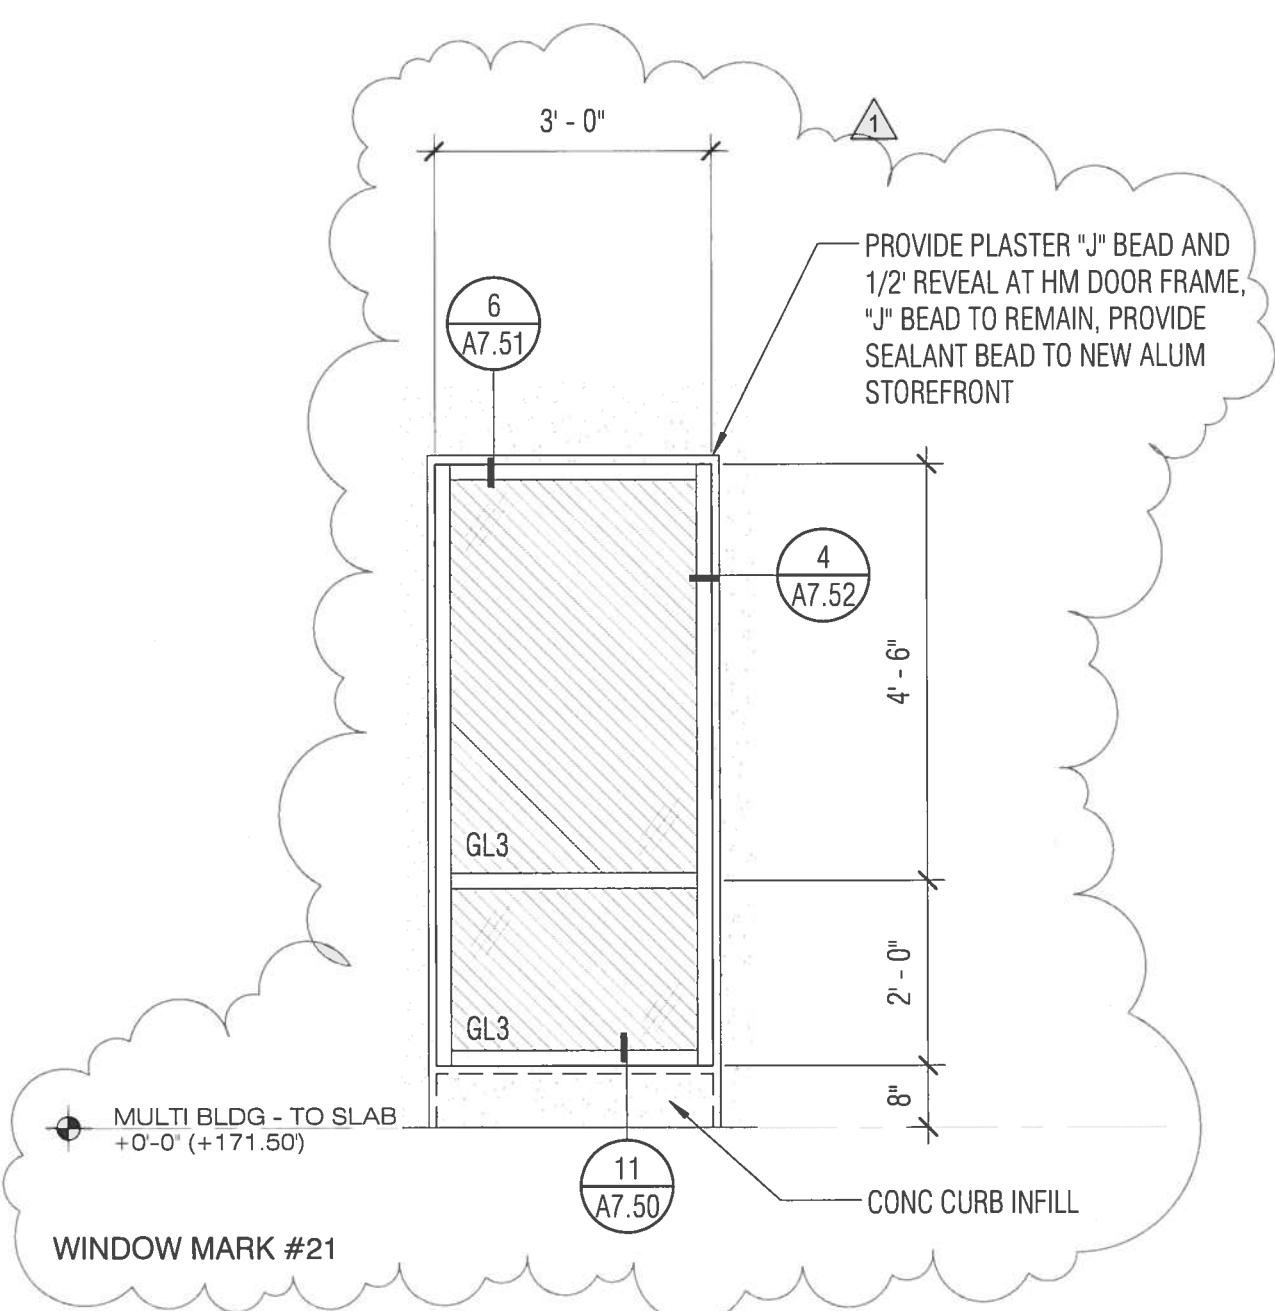 3' - 0"
1
PROVIDE PLASTER "J" BEAD AND
1/2' REVEAL AT HM DOOR FRAME,
"J" BEAD TO REMAIN, PROVIDE
SEALANT BEAD TO NEW ALUM
STOREFRONT
6
A7.51
4
A7.52
4' - 6"
GL3
2' - 0"
GL3
8"
MULTI BLDG - TO SLAB
+0'-0" (+171.50')
11
A7.50
CONC CURB INFILL
WINDOW MARK #21